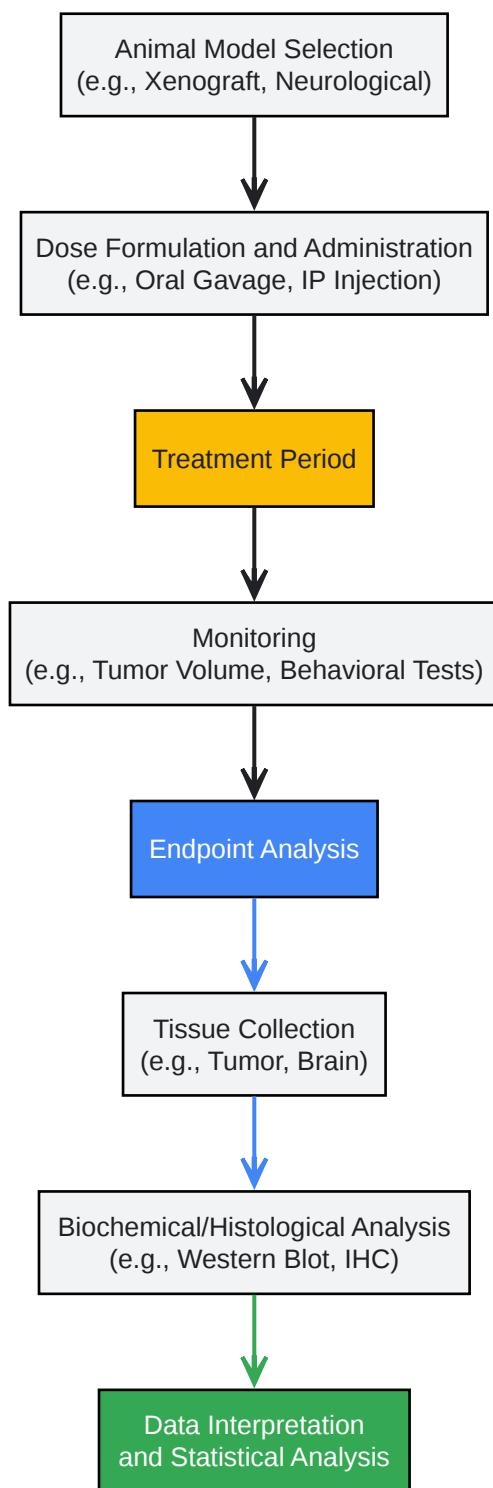 Animal Model Selection
(e.g., Xenograft, Neurological)
Dose Formulation and Administration
(e.g., Oral Gavage, IP Injection)
Treatment Period
Monitoring
(e.g., Tumor Volume, Behavioral Tests)
Endpoint Analysis
Tissue Collection
(e.g., Tumor, Brain)
Biochemical/Histological Analysis
(e.g., Western Blot, IHC)
Data Interpretation
and Statistical Analysis